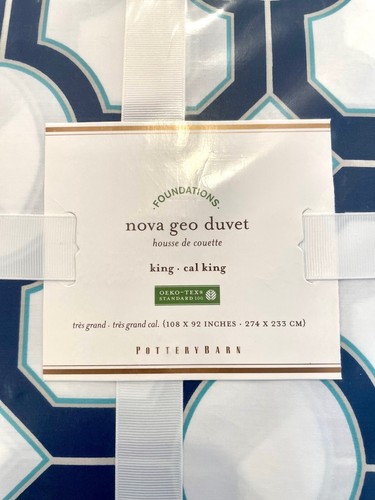 ·FOUNDATIONS·
nova geo duvet
housse de couette
king · cal king
OEKO-TEX®
STANDARD 100
très grand · très grand cal. (108 X 92 INCHES · 274 X 233 CM)
POTTERYBARN